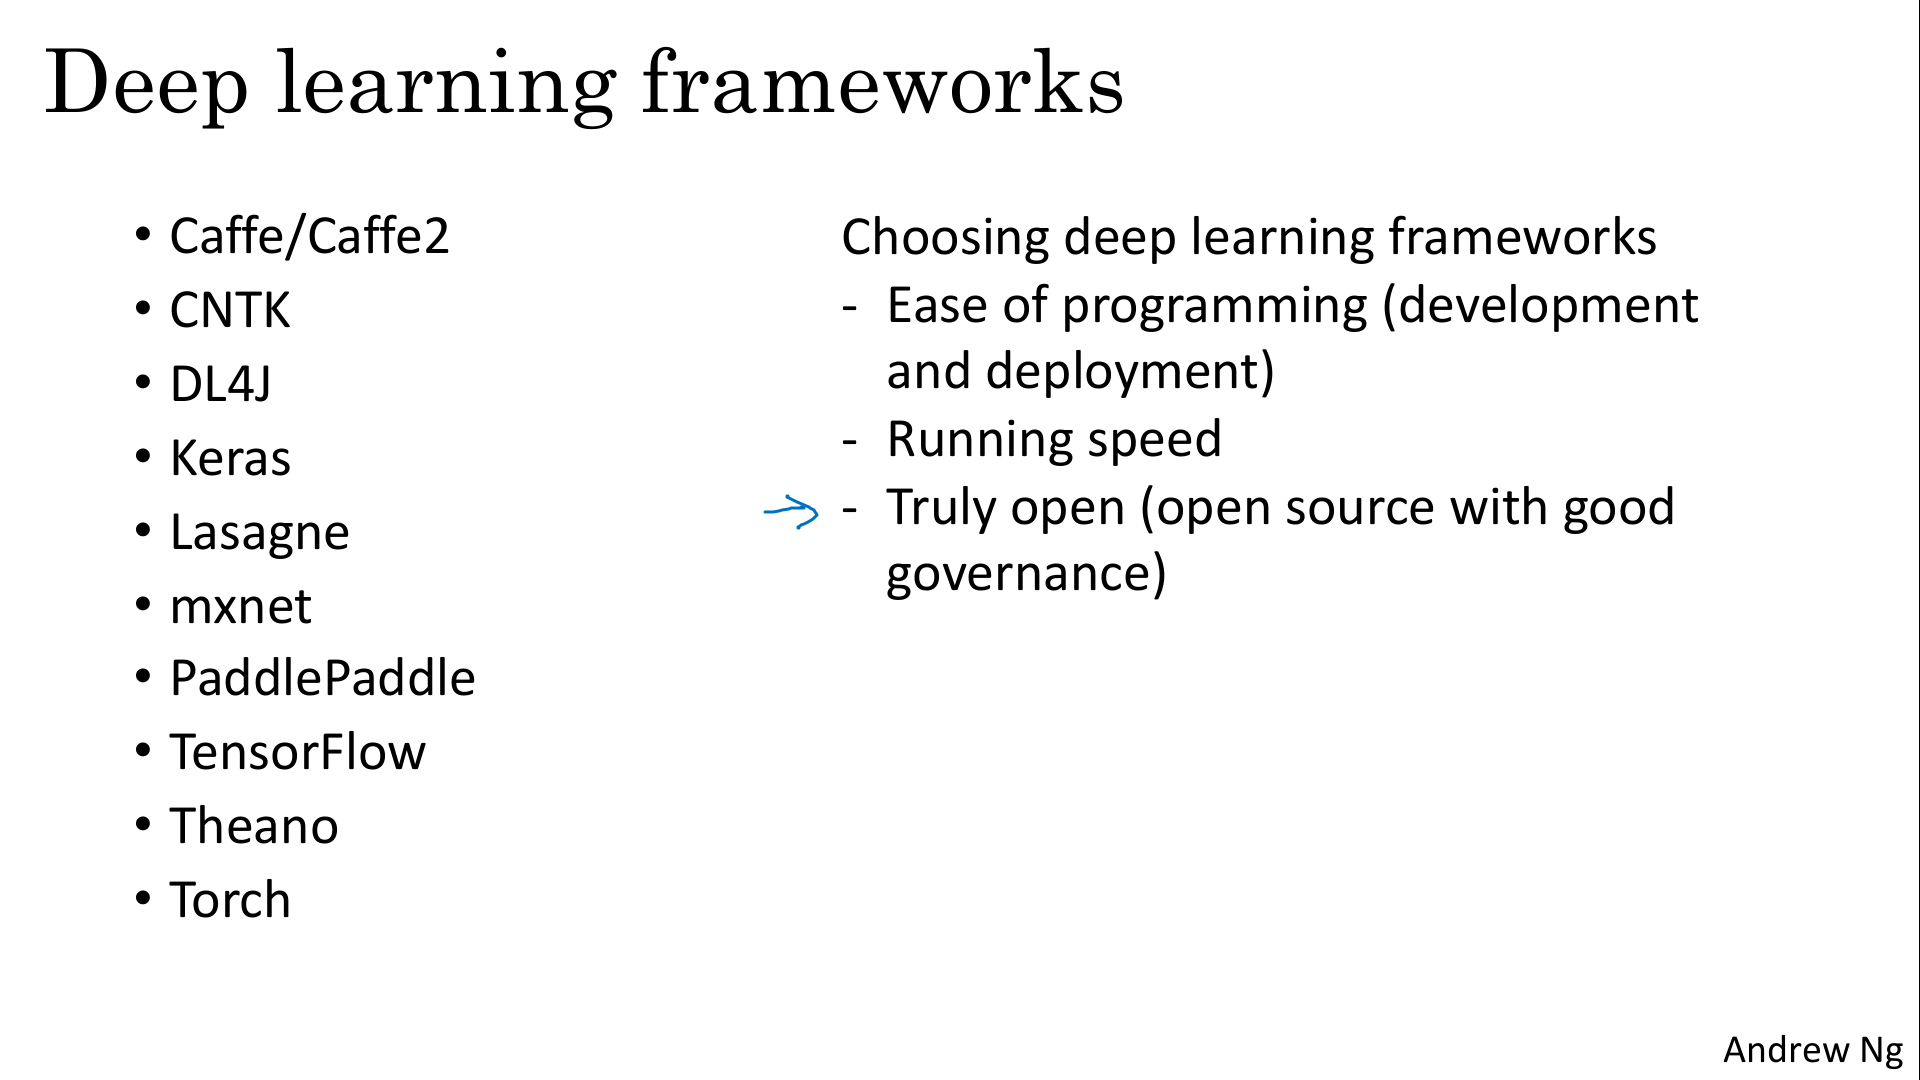 Deep learning frameworks
• Caffe/Caffe2
• CNTK
• DL4J
• Keras
• Lasagne
• mxnet
• PaddlePaddle
• TensorFlow
• Theano
• Torch
Choosing deep learning frameworks
- Ease of programming (development
and deployment)
- Running speed
- Truly open (open source with good
governance)
Andrew Ng